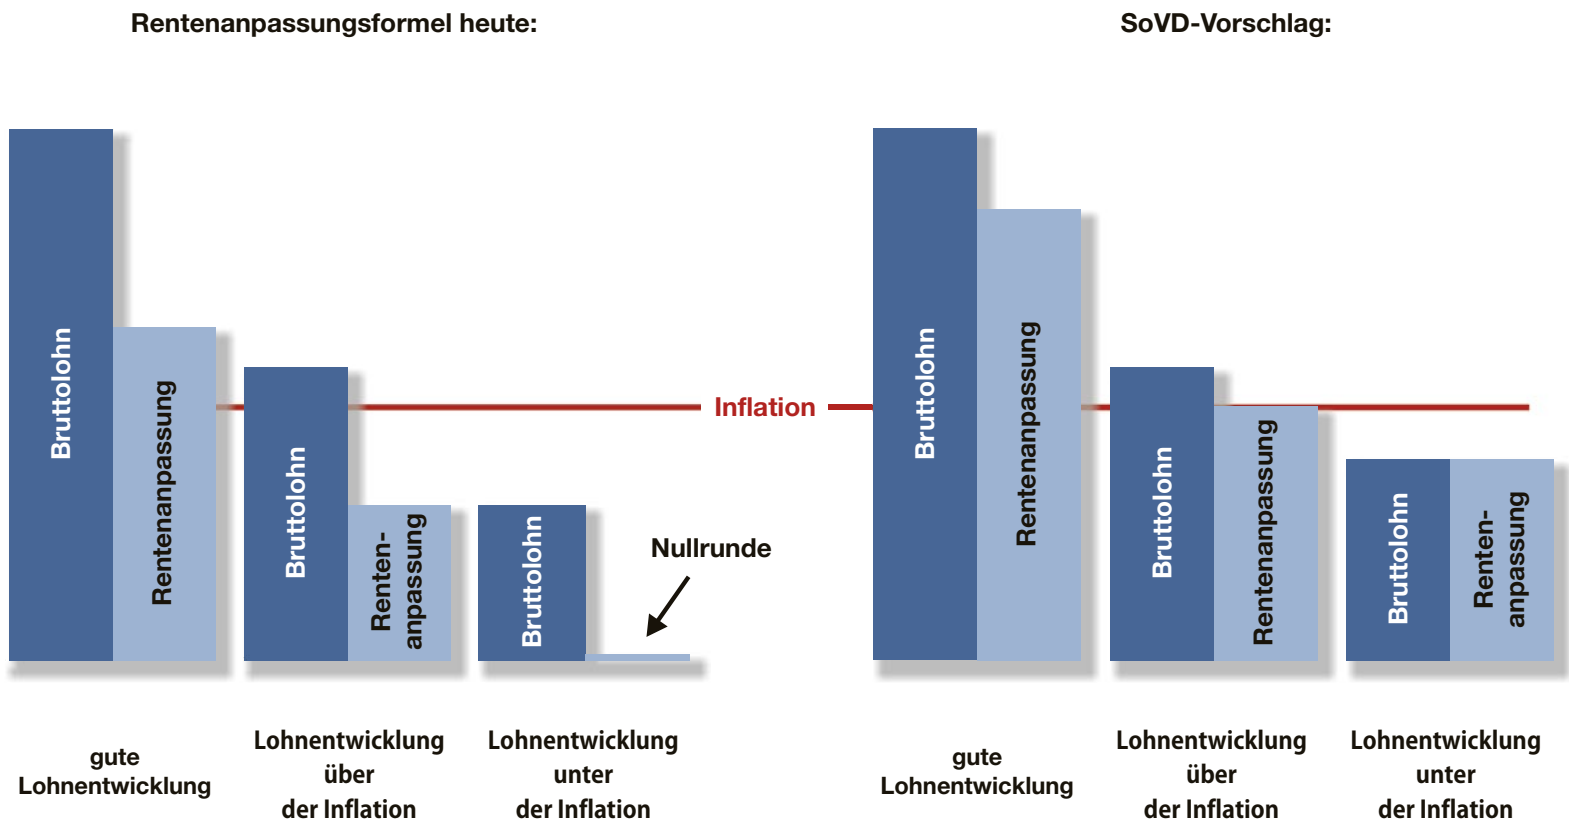 Rentenanpassungsformel heute:
Bruttolohn
Rentenanpassung
Bruttolohn
Renten-
anpassung
Bruttolohn
Nullrunde
Inflation
gute
Lohnentwicklung
Lohnentwicklung
über
der Inflation
Lohnentwicklung
unter
der Inflation
SoVD-Vorschlag:
Bruttolohn
Rentenanpassung
Bruttolohn
Rentenanpassung
Bruttolohn
Renten-
anpassung
gute
Lohnentwicklung
Lohnentwicklung
über
der Inflation
Lohnentwicklung
unter
der Inflation